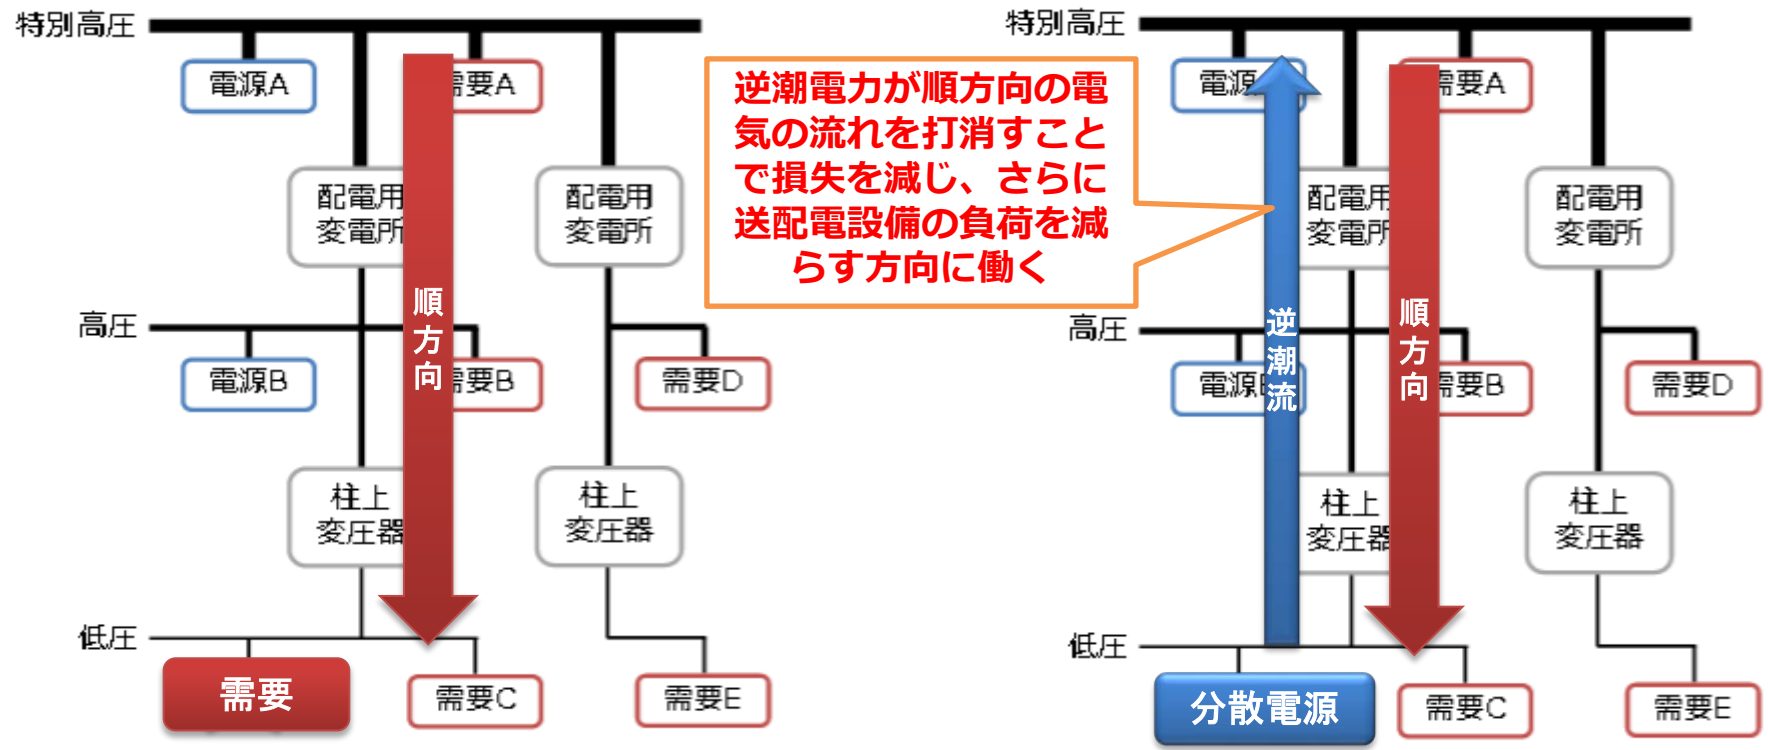 特別高圧
電源A
需要A
配電用
変電所
配電用
変電所
順方向
高圧
電源B
需要B
需要D
柱上
変圧器
柱上
変圧器
低圧
需要
需要C
需要E
逆潮電力が順方向の電
気の流れを打消すこと
で損失を減じ、さらに
送配電設備の負荷を減
らす方向に働く
特別高圧
電源
需要A
配電用
変電所
配電用
変電所
逆潮流
順方向
高圧
電源B
需要B
需要D
柱上
変圧器
柱上
変圧器
低圧
分散電源
需要C
需要E